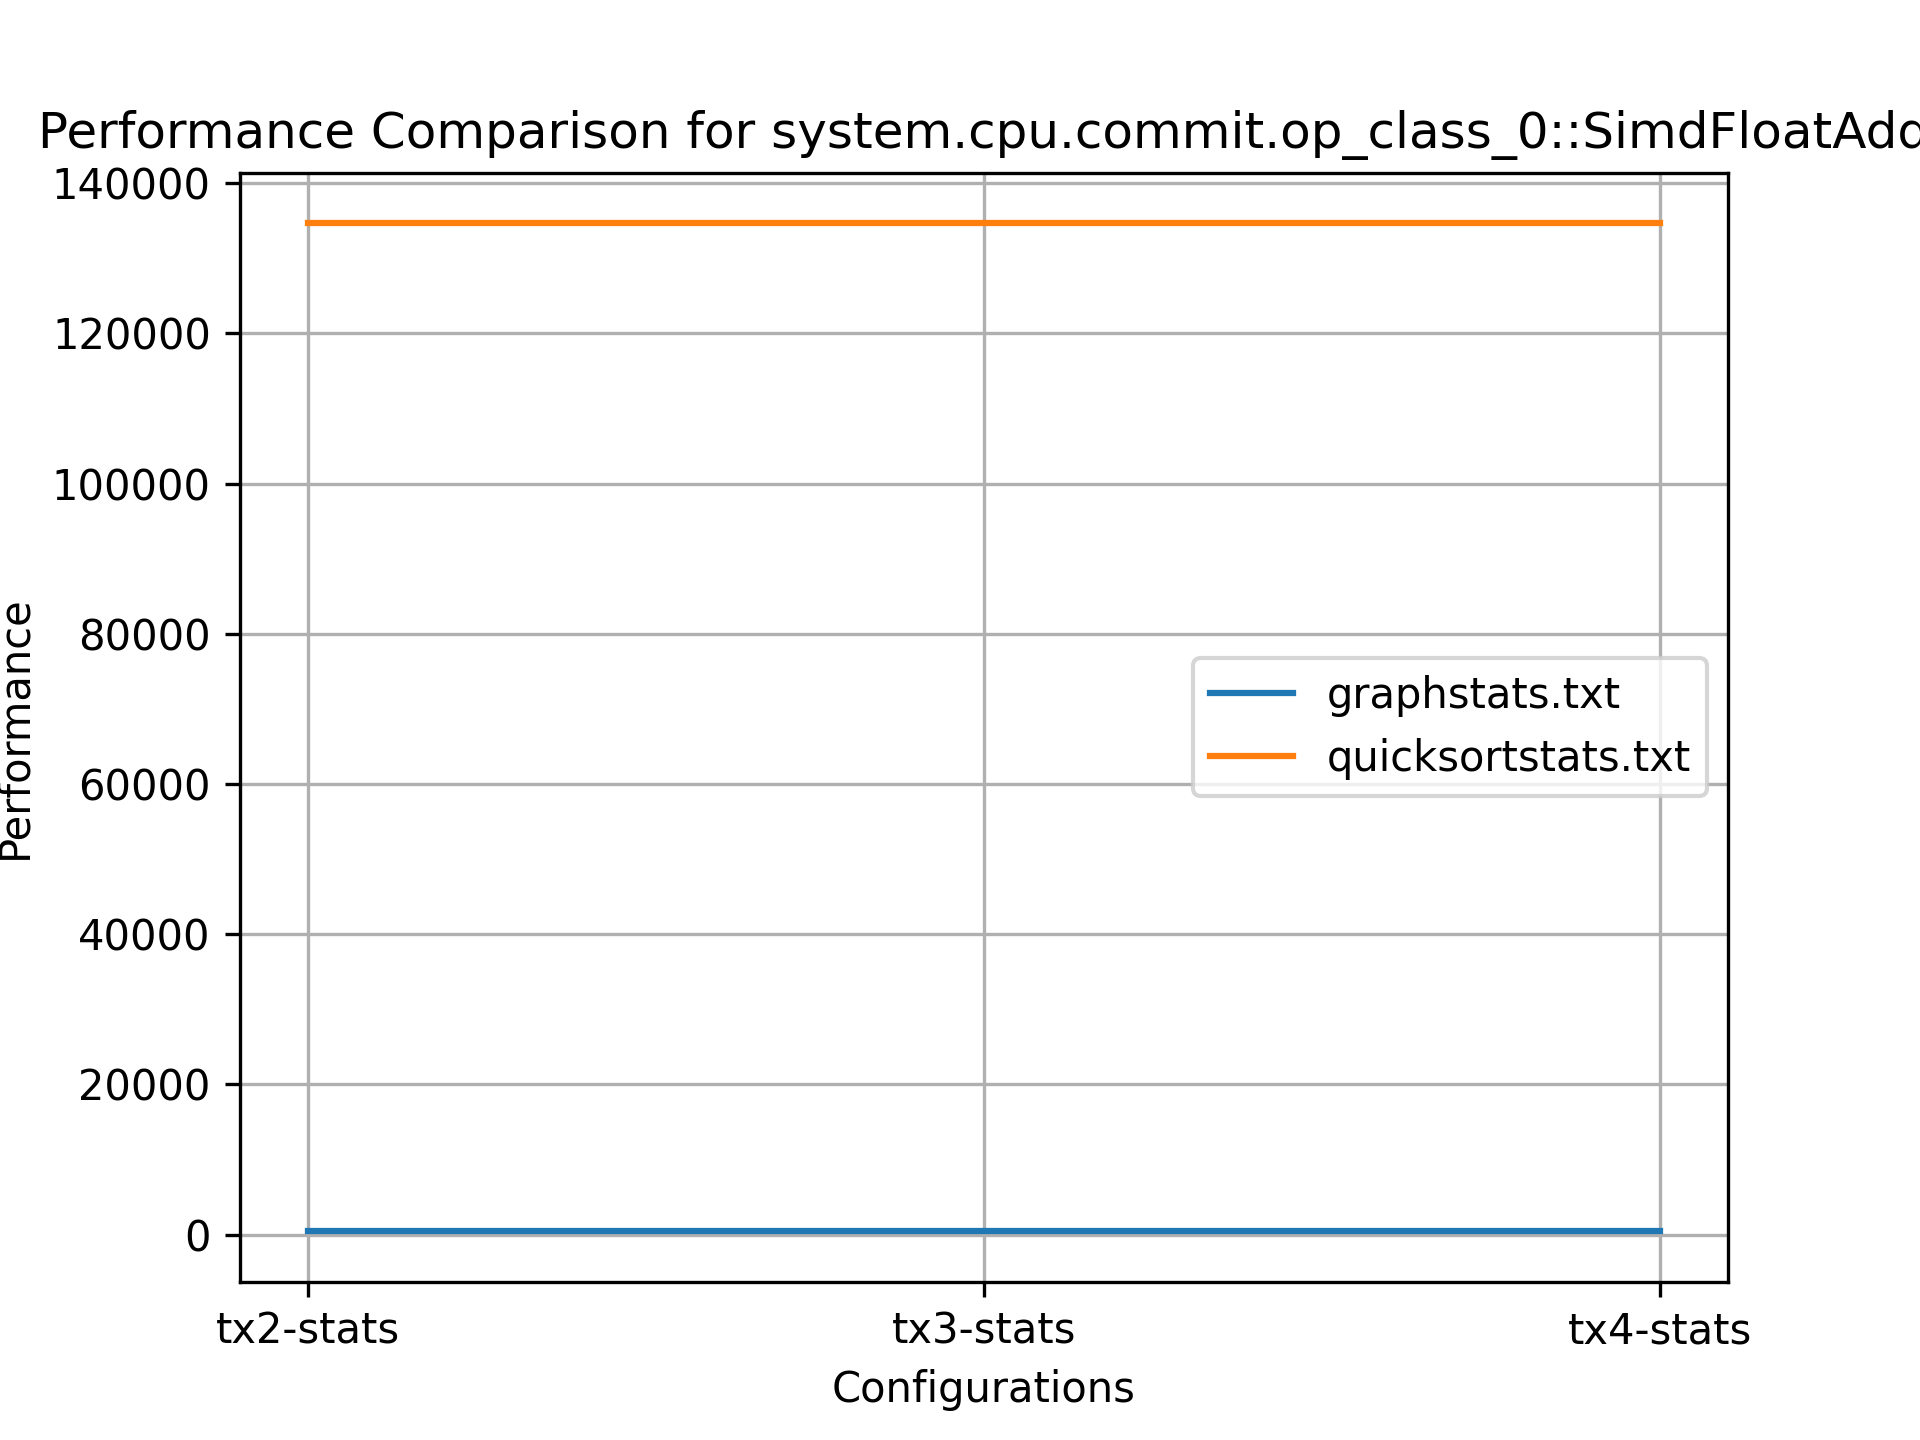 Performance Comparison for system.cpu.commit.op_class_0::SimdFloatAdd
140000
120000
100000
80000
60000
40000
20000
0
Performance
graphstats.txt
quicksortstats.txt
tx2-stats tx3-stats tx4-stats
Configurations